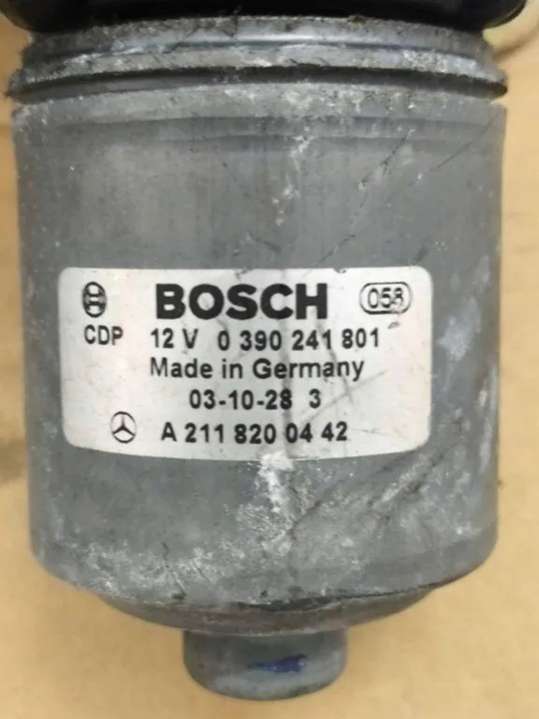 BOSCH 058
CDP 12 V 0 390 241 801
Made in Germany
03-10-28 3
A 211 820 04 42